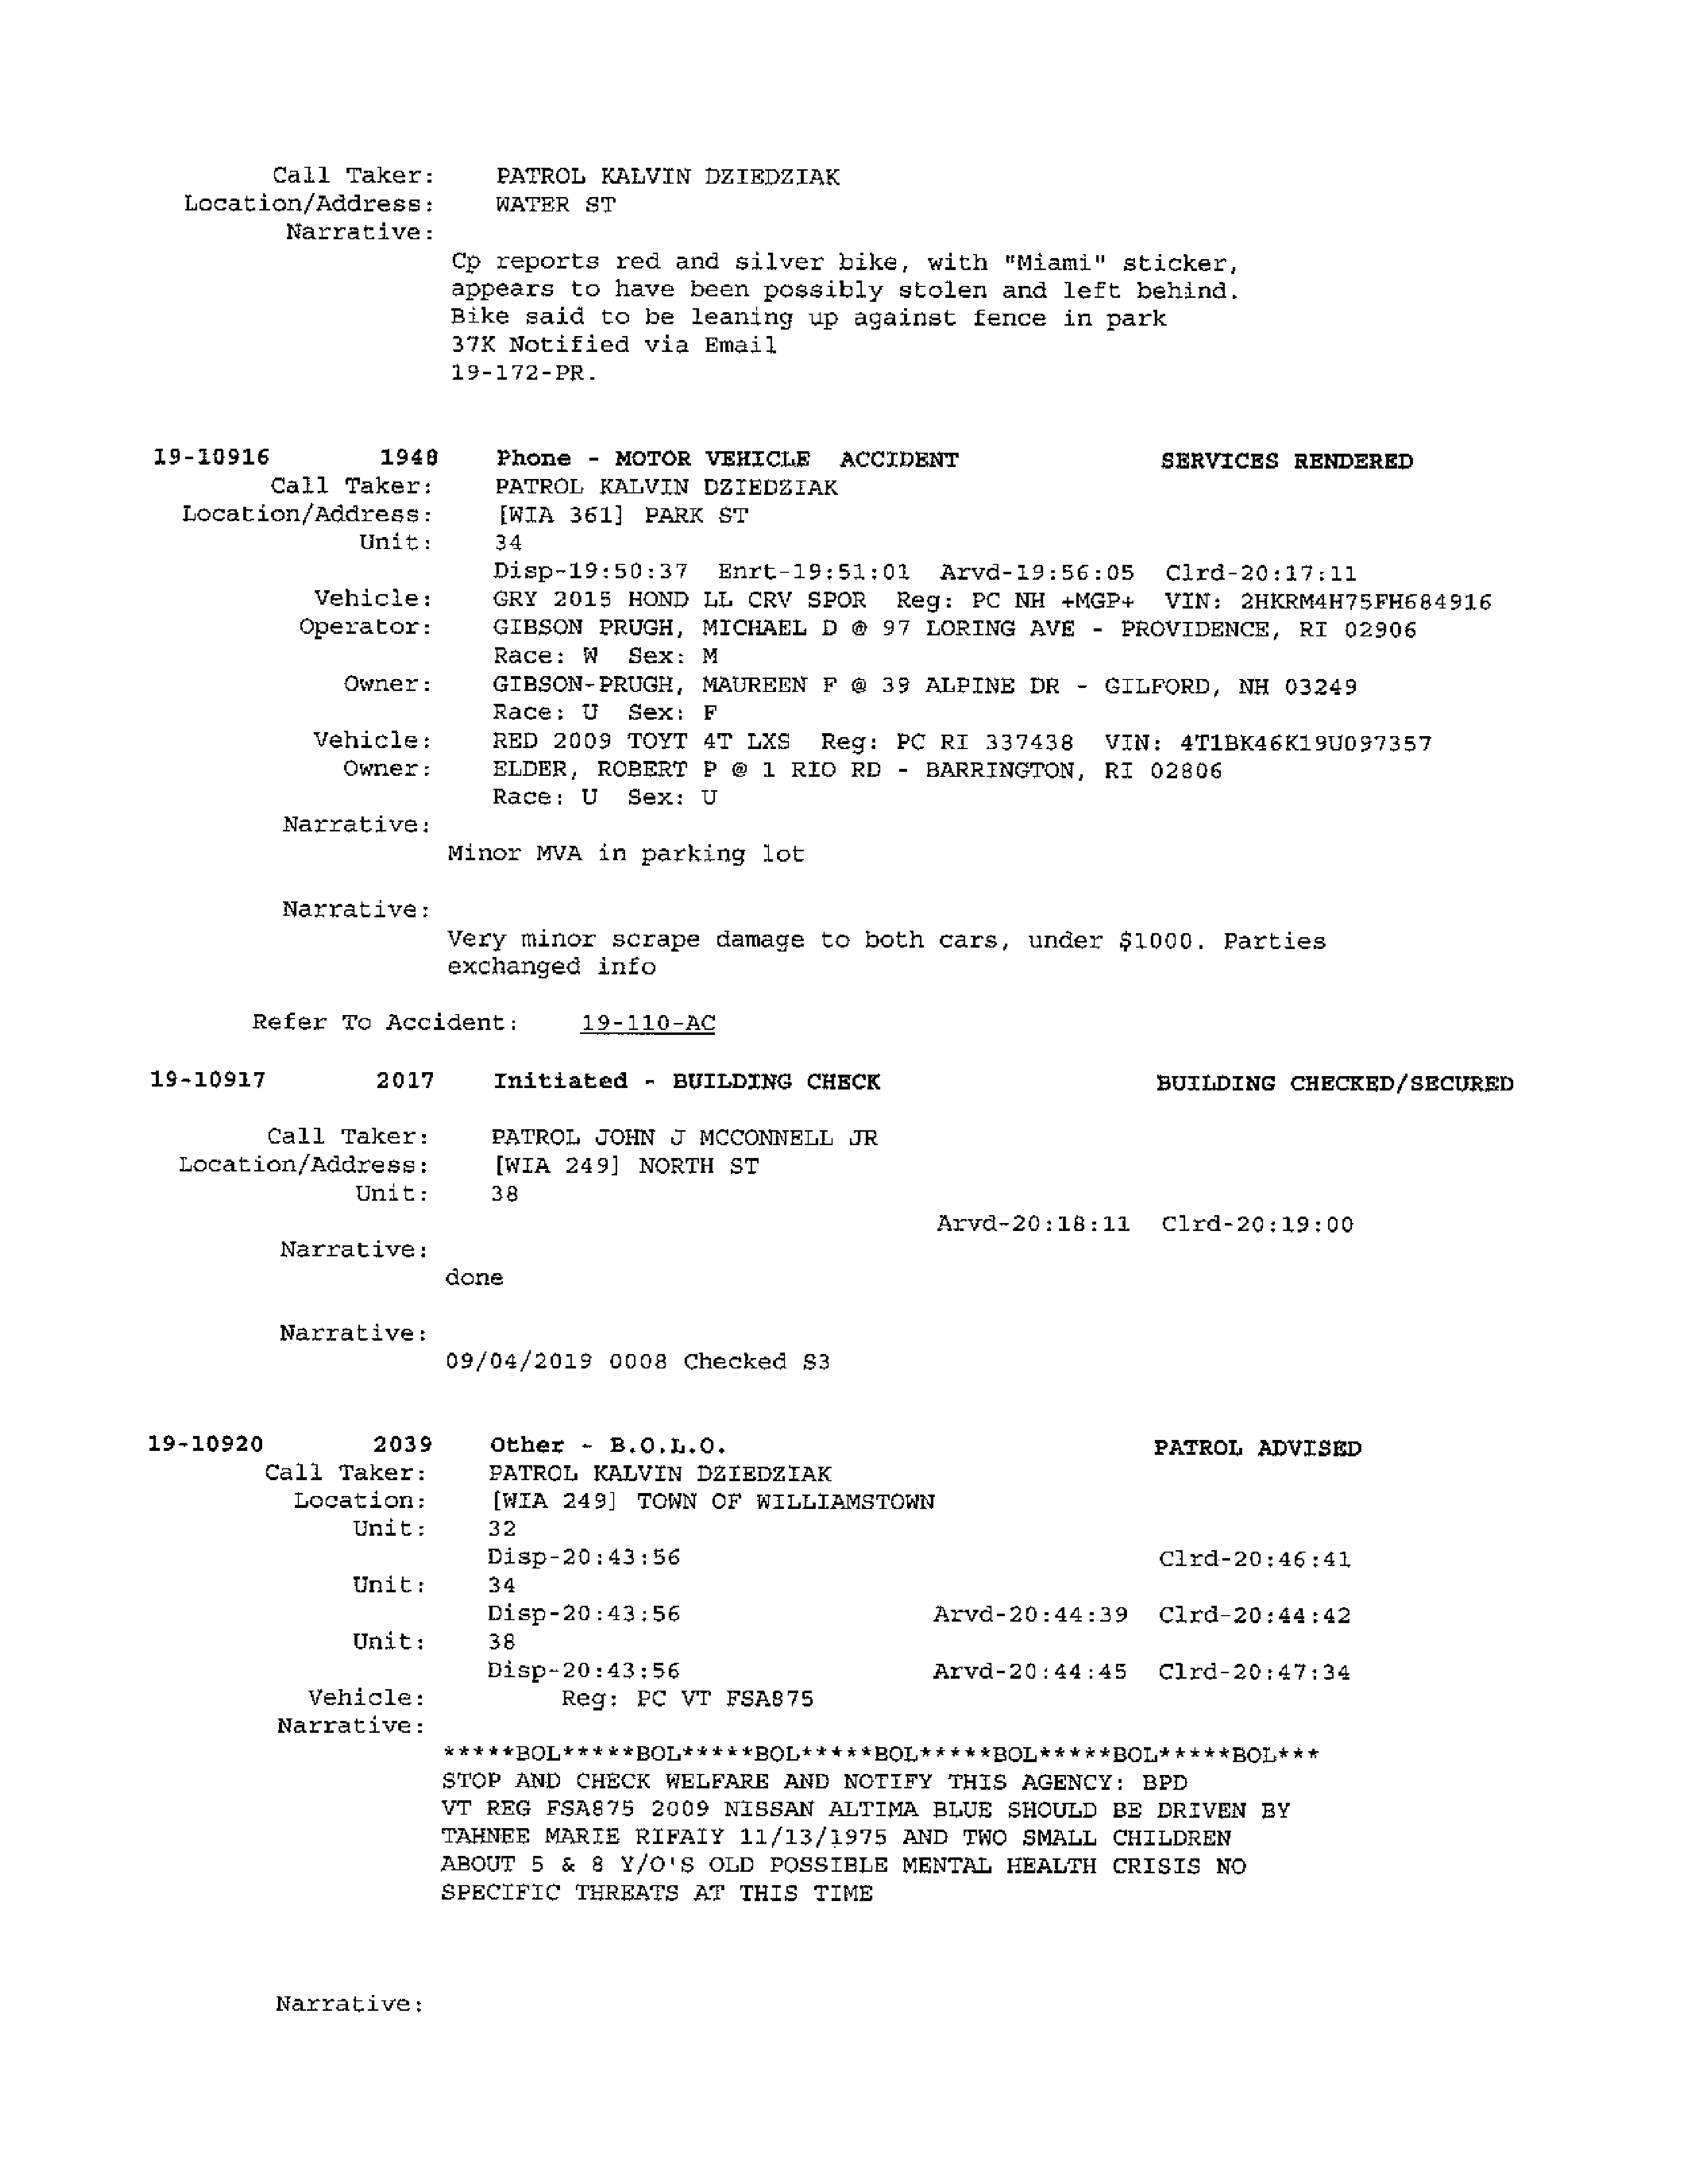 Call Taker: PATROL KALVIN DZIEDZIAK
Location/Address: WATER ST
Narrative:
Cp reports red and silver bike, with "Miami" sticker,
appears to have been possibly stolen and left behind.
Bike said to be leaning up against fence in park
37K Notified via Email
19-172-PR.
19-10916 1948 Phone - MOTOR VEHICLE ACCIDENT SERVICES RENDERED
Call Taker: PATROL KALVIN DZIEDZIAK
Location/Address: [WIA 361] PARK ST
Unit: 34
Disp-19:50:37 Enrt-19:51:01 Arvd-19:56:05 Clrd-20:17:11
Vehicle: GRY 2015 HOND LL CRV SPOR Reg: PC NH +MGP+ VIN: 2HKRM4H75FH684916
Operator: GIBSON PRUGH, MICHAEL D @ 97 LORING AVE - PROVIDENCE, RI 02906
Race: W Sex: M
Owner: GIBSON-PRUGH, MAUREEN F @ 39 ALPINE DR - GILFORD, NH 03249
Race: U Sex: F
Vehicle: RED 2009 TOYT 4T LXS Reg: PC RI 337438 VIN: 4T1BK46K19U097357
Owner: ELDER, ROBERT P @ 1 RIO RD - BARRINGTON, RI 02806
Race: U Sex: U
Narrative:
Minor MVA in parking lot
Narrative:
Very minor scrape damage to both cars, under $1000. Parties
exchanged info
Refer To Accident: 19-110-AC
19-10917 2017 Initiated - BUILDING CHECK BUILDING CHECKED/SECURED
Call Taker: PATROL JOHN J MCCONNELL JR
Location/Address: [WIA 249] NORTH ST
Unit: 38
Arvd-20:18:11 Clrd-20:19:00
Narrative:
done
Narrative:
09/04/2019 0008 Checked S3
19-10920 2039 Other - B.O.L.O. PATROL ADVISED
Call Taker: PATROL KALVIN DZIEDZIAK
Location: [WIA 249] TOWN OF WILLIAMSTOWN
Unit: 32
Disp-20:43:56 Clrd-20:46:41
Unit: 34
Disp-20:43:56 Arvd-20:44:39 Clrd-20:44:42
Unit: 38
Disp-20:43:56 Arvd-20:44:45 Clrd-20:47:34
Vehicle: Reg: PC VT FSA875
Narrative:
*****BOL*****BOL*****BOL*****BOL*****BOL*****BOL*****BOL***
STOP AND CHECK WELFARE AND NOTIFY THIS AGENCY: BPD
VT REG FSA875 2009 NISSAN ALTIMA BLUE SHOULD BE DRIVEN BY
TAHNEE MARIE RIFAIY 11/13/1975 AND TWO SMALL CHILDREN
ABOUT 5 & 8 Y/O'S OLD POSSIBLE MENTAL HEALTH CRISIS NO
SPECIFIC THREATS AT THIS TIME
Narrative: